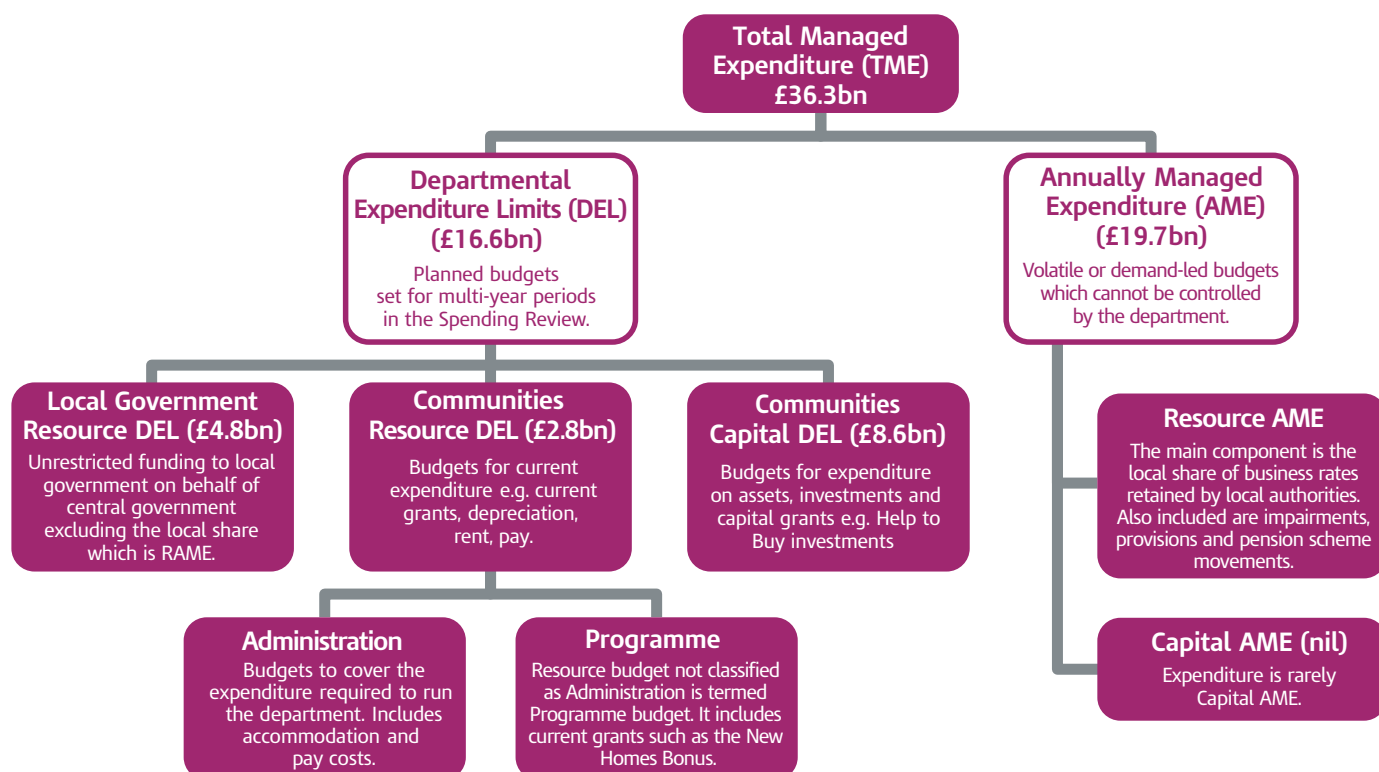 Total Managed
Expenditure (TME)
£36.3bn
Departmental
Expenditure Limits (DEL)
(£16.6bn)
Planned budgets
set for multi-year periods
in the Spending Review.
Annually Managed
Expenditure (AME)
(£19.7bn)
Volatile or demand-led budgets
which cannot be controlled
by the department.
Local Government
Resource DEL (£4.8bn)
Unrestricted funding to local
government on behalf of
central government
excluding the local share
which is RAME.
Communities
Resource DEL (£2.8bn)
Budgets for current
expenditure e.g. current
grants, depreciation,
rent, pay.
Communities
Capital DEL (£8.6bn)
Budgets for expenditure
on assets, investments and
capital grants e.g. Help to
Buy investments
Resource AME
The main component is the
local share of business rates
retained by local authorities.
Also included are impairments,
provisions and pension scheme
movements.
Capital AME (nil)
Expenditure is rarely
Capital AME.
Administration
Budgets to cover the
expenditure required to run
the department. Includes
accommodation and
pay costs.
Programme
Resource budget not classified
as Administration is termed
Programme budget. It includes
current grants such as the New
Homes Bonus.